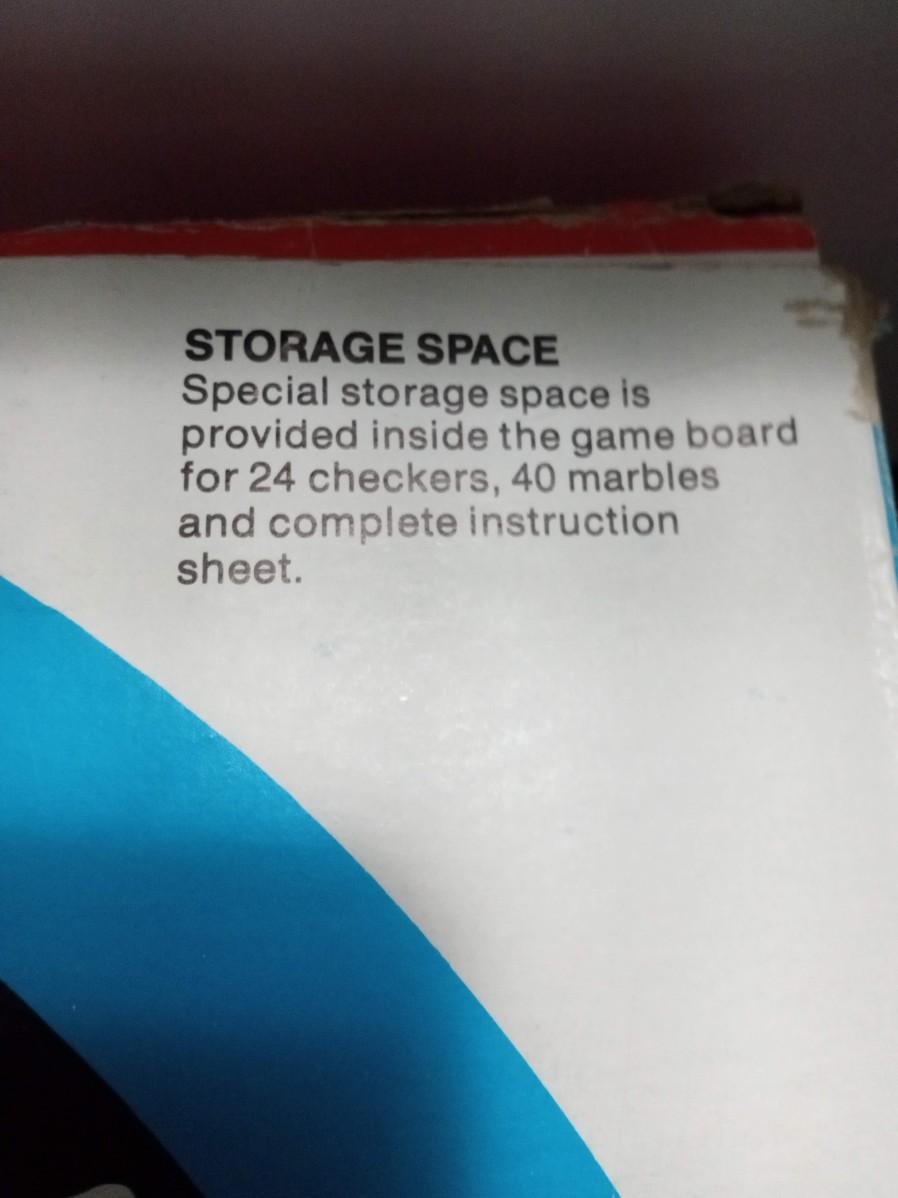 STORAGE SPACE
Special storage space is
provided inside the game board
for 24 checkers, 40 marbles
and complete instruction
sheet.